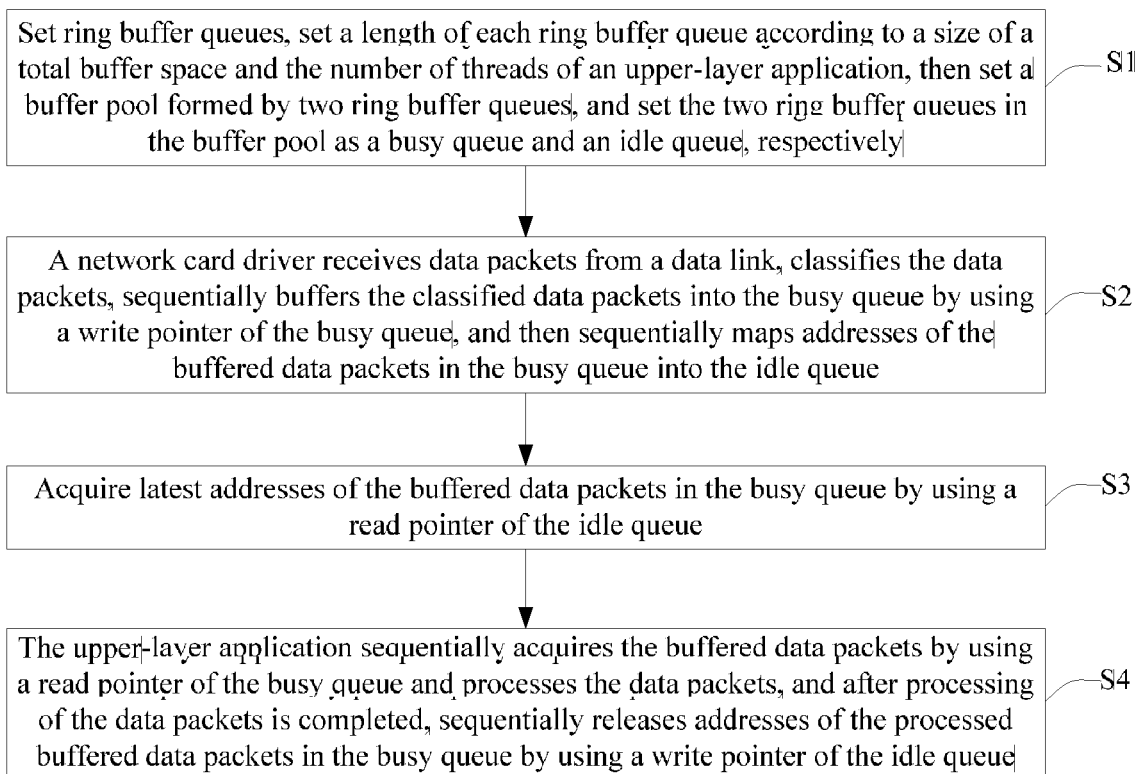 Set ring buffer queues, set a length of each ring buffer queue according to a size of a
total buffer space and the number of threads of an upper-layer application, then set a
buffer pool formed by two ring buffer queues, and set the two ring buffer queues in
the buffer pool as a busy queue and an idle queue, respectively
S1
A network card driver receives data packets from a data link, classifies the data
packets, sequentially buffers the classified data packets into the busy queue by using
a write pointer of the busy queue, and then sequentially maps addresses of the
buffered data packets in the busy queue into the idle queue
S2
Acquire latest addresses of the buffered data packets in the busy queue by using a
read pointer of the idle queue
S3
The upper-layer application sequentially acquires the buffered data packets by using
a read pointer of the busy queue and processes the data packets, and after processing
of the data packets is completed, sequentially releases addresses of the processed
buffered data packets in the busy queue by using a write pointer of the idle queue
S4